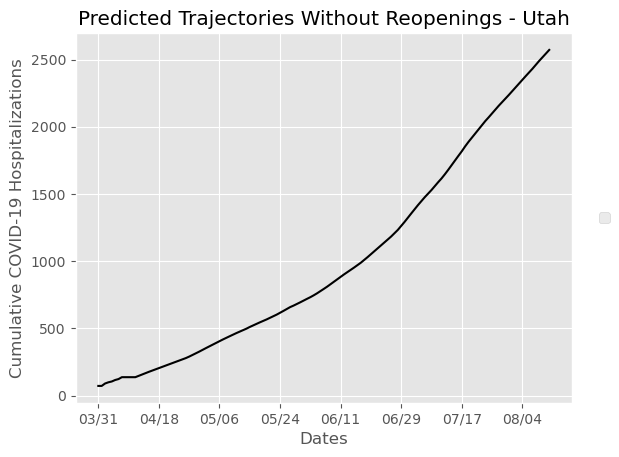 Predicted Trajectories Without Reopenings - Utah
Cumulative COVID-19 Hospitalizations
2500
2000
1500
1000
500
0
03/31 04/18 05/06 05/24 06/11 06/29 07/17 08/04
Dates